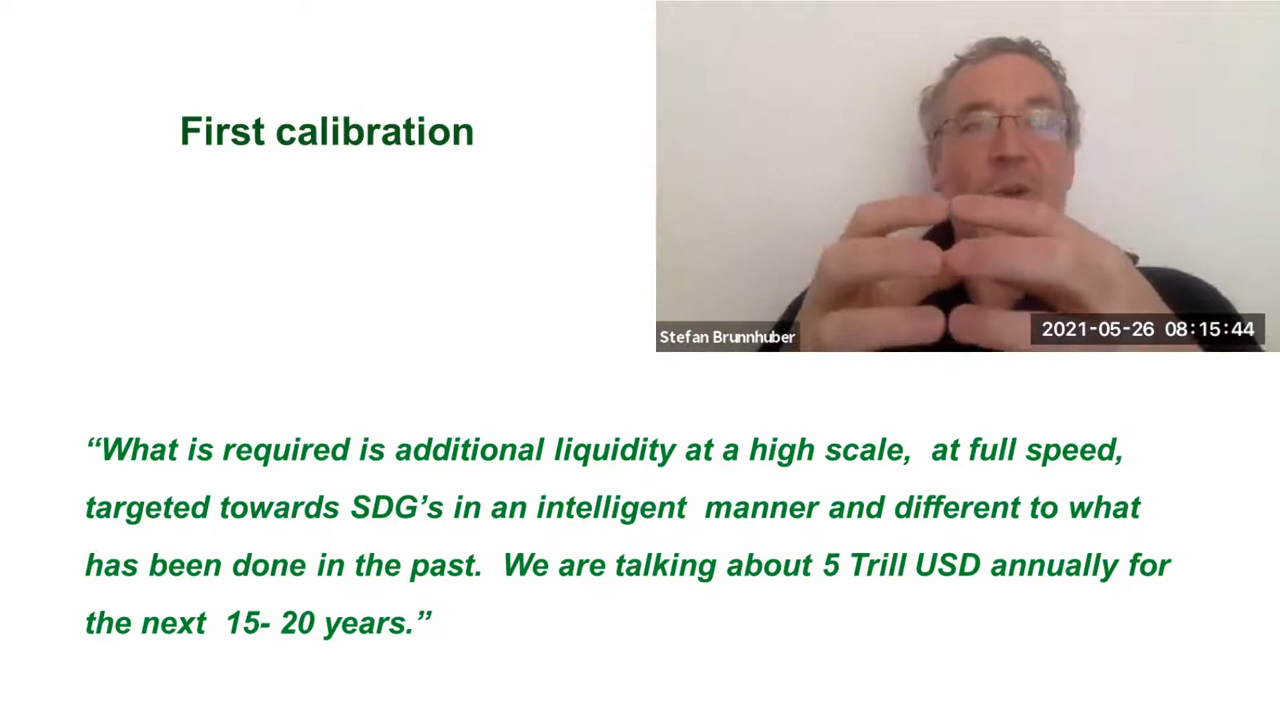 First calibration
Stefan Brunnhuber
2021-05-26 08:15:44
“What is required is additional liquidity at a high scale,  at full speed,
targeted towards SDG’s in an intelligent  manner and different to what
has been done in the past.  We are talking about 5 Trill USD annually for
the next  15- 20 years.”